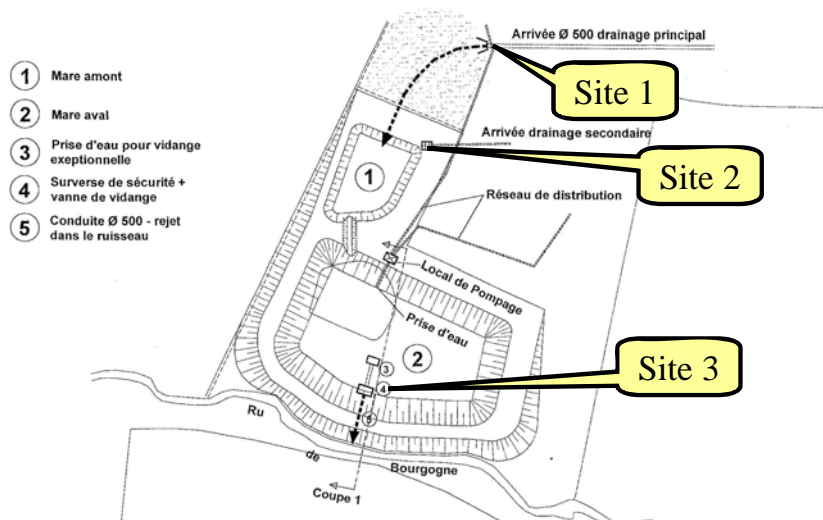 Arrivée Ø 500 drainage principal
Site 1
1 Mare amont
2 Mare aval
3 Prise d'eau pour vidange
exeptionnelle
4 Surverse de sécurité +
vanne de vidange
5 Conduite Ø 500 - rejet
dans le ruisseau
Arrivée drainage secondaire
Site 2
1
Réseau de distribution
Local de Pompage
Prise d'eau
2
3
4
Site 3
5
Ru
de
Bourgogne
Coupe 1